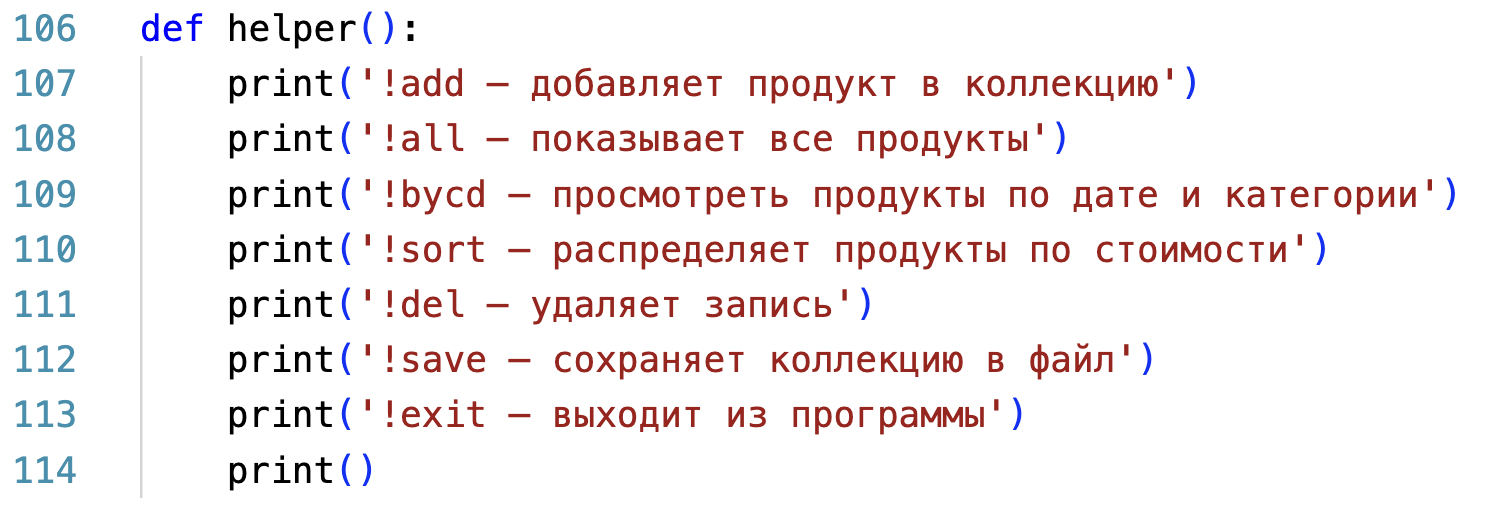 106 def helper():
107 print('!add – добавляет продукт в коллекцию')
108 print('!all – показывает все продукты')
109 print('!bycd – просмотреть продукты по дате и категории')
110 print('!sort – распределяет продукты по стоимости')
111 print('!del – удаляет запись')
112 print('!save – сохраняет коллекцию в файл')
113 print('!exit – выходит из программы')
114 print()